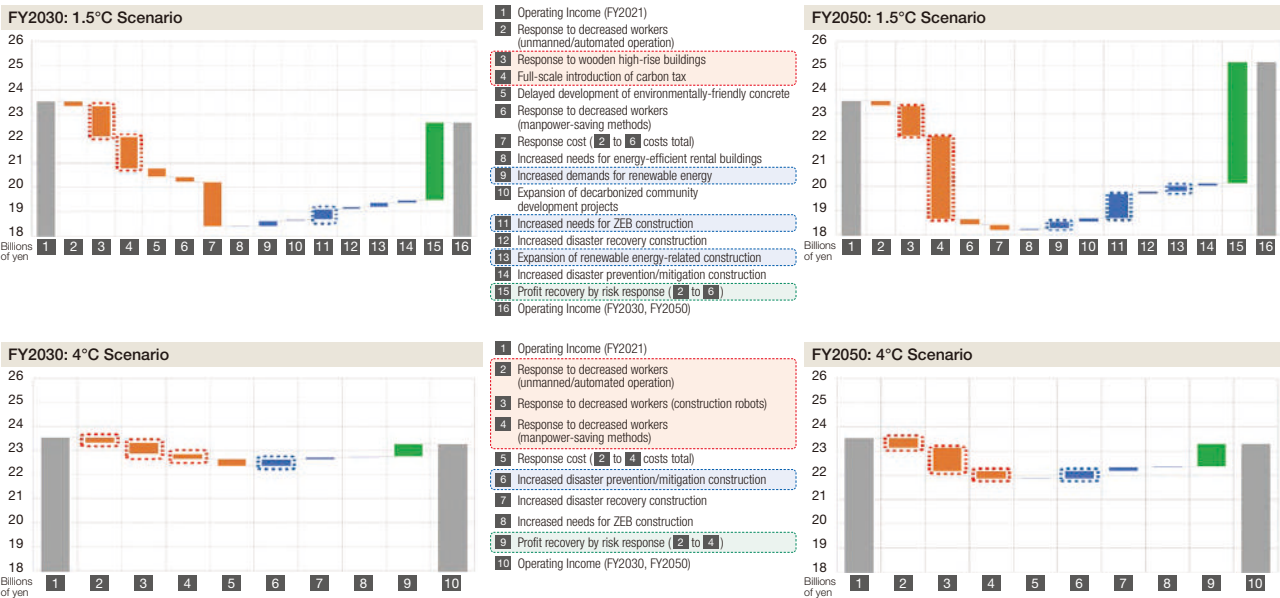 FY2030: 1.5°C Scenario
26
25
24
23
22
21
20
19
18
Billions
of yen
1 2 3 4 5 6 7 8 9 10 11 12 13 14 15 16
1 Operating Income (FY2021)
2 Response to decreased workers
(unmanned/automated operation)
3 Response to wooden high-rise buildings
4 Full-scale introduction of carbon tax
5 Delayed development of environmentally-friendly concrete
6 Response to decreased workers
(manpower-saving methods)
7 Response cost ( 2 to 6 costs total)
8 Increased needs for energy-efficient rental buildings
9 Increased demands for renewable energy
10 Expansion of decarbonized community
development projects
11 Increased needs for ZEB construction
12 Increased disaster recovery construction
13 Expansion of renewable energy-related construction
14 Increased disaster prevention/mitigation construction
15 Profit recovery by risk response ( 2 to 6 )
16 Operating Income (FY2030, FY2050)
FY2050: 1.5°C Scenario
26
25
24
23
22
21
20
19
18
Billions
of yen
1 2 3 4 6 7 8 9 10 11 12 13 14 15 16
FY2030: 4°C Scenario
26
25
24
23
22
21
20
19
18
Billions
of yen
1 2 3 4 5 6 7 8 9 10
1 Operating Income (FY2021)
2 Response to decreased workers
(unmanned/automated operation)
3 Response to decreased workers (construction robots)
4 Response to decreased workers
(manpower-saving methods)
5 Response cost ( 2 to 4 costs total)
6 Increased disaster prevention/mitigation construction
7 Increased disaster recovery construction
8 Increased needs for ZEB construction
9 Profit recovery by risk response ( 2 to 4 )
10 Operating Income (FY2030, FY2050)
FY2050: 4°C Scenario
26
25
24
23
22
21
20
19
18
Billions
of yen
1 2 3 4 5 6 7 8 9 10